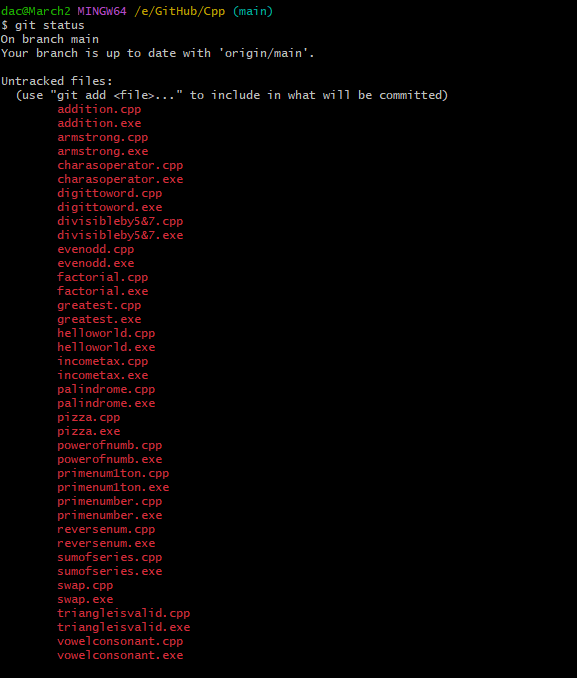 dac@March2 MINGW64 /e/GitHub/Cpp (main)
$ git status
On branch main
Your branch is up to date with 'origin/main'.
Untracked files:
(use "git add <file>..." to include in what will be committed)
addition.cpp
addition.exe
armstrong.cpp
armstrong.exe
charasoperator.cpp
charasoperator.exe
digittoword.cpp
digittoword.exe
divisibleby5&7.cpp
divisibleby5&7.exe
evenodd.cpp
evenodd.exe
factorial.cpp
factorial.exe
greatest.cpp
greatest.exe
helloworld.cpp
helloworld.exe
incometax.cpp
incometax.exe
palindrome.cpp
palindrome.exe
pizza.cpp
pizza.exe
powerofnumb.cpp
powerofnumb.exe
primenum1ton.cpp
primenum1ton.exe
primenumber.cpp
primenumber.exe
reversenum.cpp
reversenum.exe
sumofseries.cpp
sumofseries.exe
swap.cpp
swap.exe
triangleisvalid.cpp
triangleisvalid.exe
vowelconsonant.cpp
vowelconsonant.exe